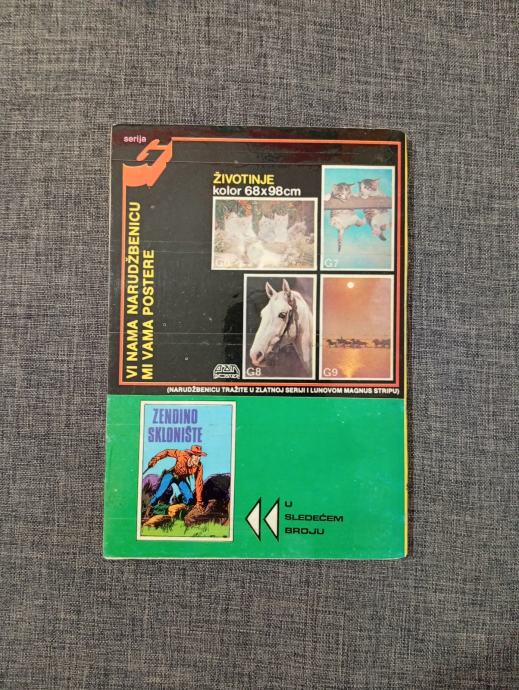 serija
G
VI NAMA NARUDŽBENICU
MI VAMA POSTERE
ŽIVOTINJE
kolor 68x98cm
G7
G8
G9
(NARUDŽBENICU TRAŽITE U ZLATNOJ SERIJI I LUNOVOM MAGNUS STRIPU)
ZENDINO
SKLONIŠTE
U
SLEDEĆEM
BROJU